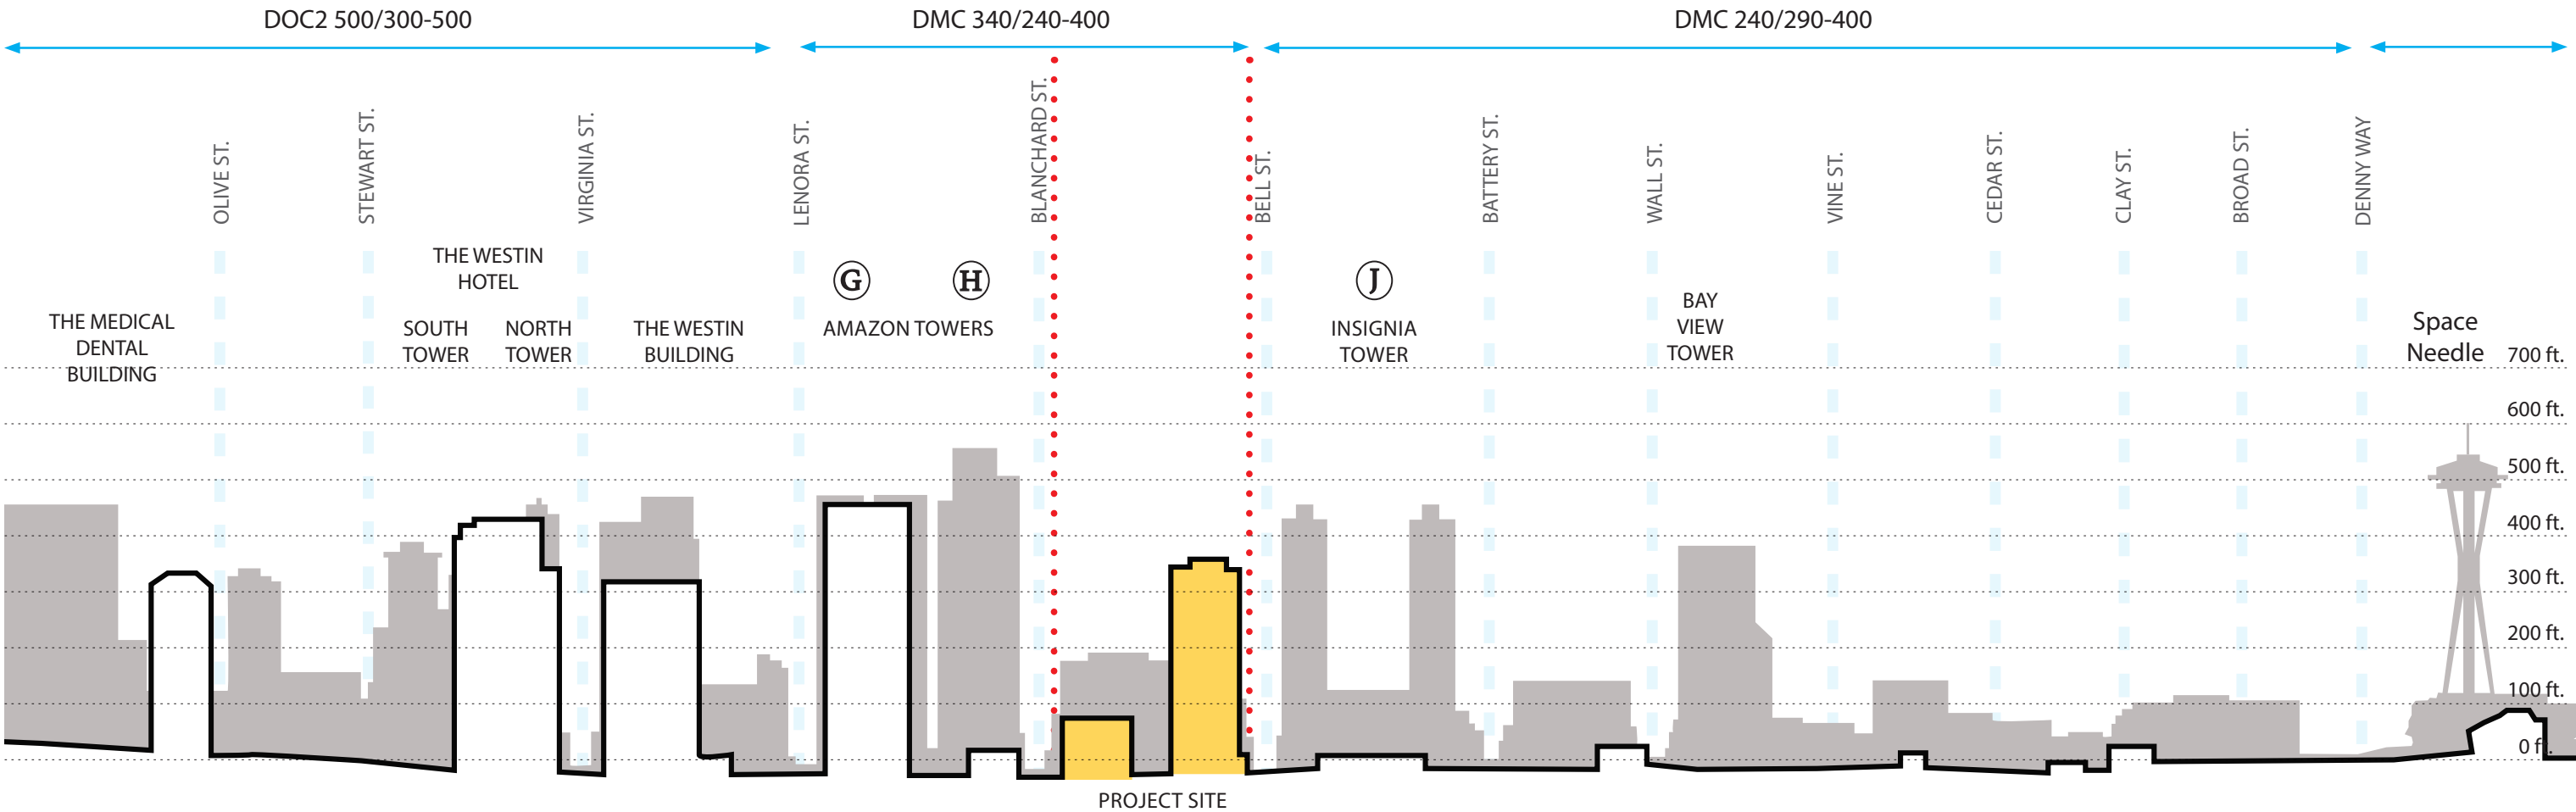 DOC2 500/300-500
DMC 340/240-400
DMC 240/290-400
OLIVE ST.
STEWART ST.
VIRGINIA ST.
LENORA ST.
BLANCHARD ST.
BELL ST.
BATTERY ST.
WALL ST.
VINE ST.
CEDAR ST.
CLAY ST.
BROAD ST.
DENNY WAY
THE MEDICAL
DENTAL
BUILDING
THE WESTIN
HOTEL
SOUTH
TOWER
NORTH
TOWER
THE WESTIN
BUILDING
G
H
AMAZON TOWERS
J
INSIGNIA
TOWER
BAY
VIEW
TOWER
Space
Needle
700 ft.
600 ft.
500 ft.
400 ft.
300 ft.
200 ft.
100 ft.
0 ft.
PROJECT SITE